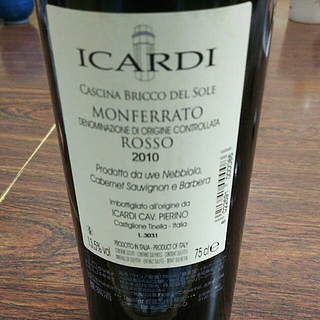 ICARDI
CASCINA BRICCO DEL SOLE
MONFERRATO
DENOMINAZIONE DI ORIGINE CONTROLLATA
ROSSO
2010
Prodotto da uve Nebbiolo,
Cabernet Sauvignon e Barbera
Imbottigliato all'origine da
ICARDI CAV. PIERINO
Castiglione Tinella - Italia
L.3031
13,5% vol
PRODOTTO IN ITALIA - PRODUCT OF ITALY
75 cl e